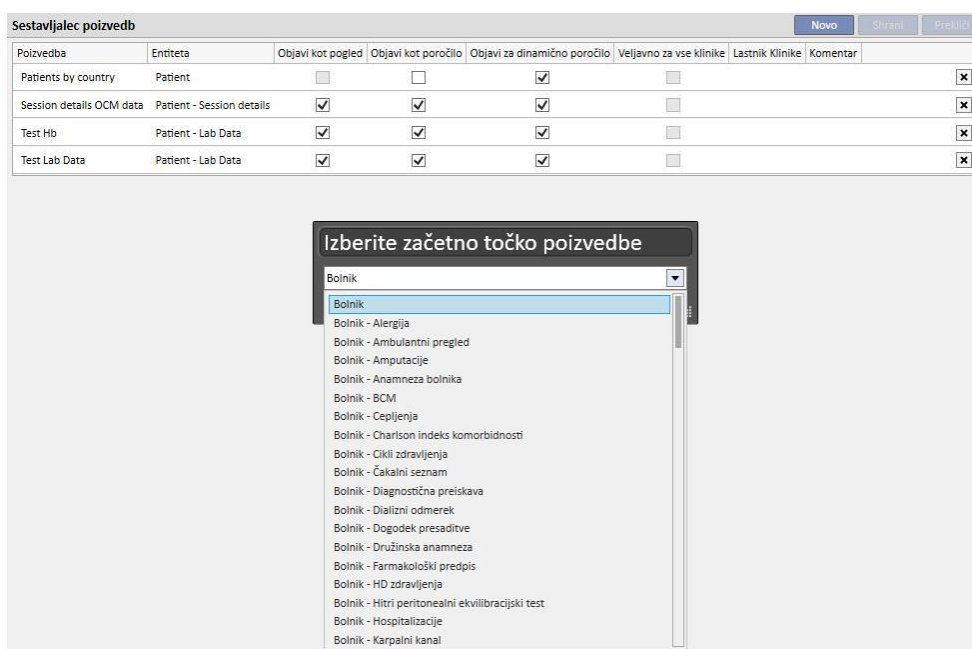 Sestavljalec poizvedb Novo Shrani Prekliči
Poizvedba Entiteta Objavi kot pogled Objavi kot poročilo Objavi za dinamično poročilo Veljavno za vse klinike Lastnik Klinike Komentar
Patients by country Patient
Session details OCM data Patient - Session details
Test Hb Patient - Lab Data
Test Lab Data Patient - Lab Data
Izberite začetno točko poizvedbe
Bolnik
Bolnik
Bolnik - Alergija
Bolnik - Ambulantni pregled
Bolnik - Amputacije
Bolnik - Anamneza bolnika
Bolnik - BCM
Bolnik - Cepljenja
Bolnik - Charlson indeks komorbidnosti
Bolnik - Cikli zdravljenja
Bolnik - Čakalni seznam
Bolnik - Diagnostična preiskava
Bolnik - Dializni odmerek
Bolnik - Dogodek presaditve
Bolnik - Družinska anamneza
Bolnik - Farmakološki predpis
Bolnik - HD zdravljenja
Bolnik - Hitri peritonealni ekvilibracijski test
Bolnik - Hospitalizacije
Bolnik - Karpalni kanal